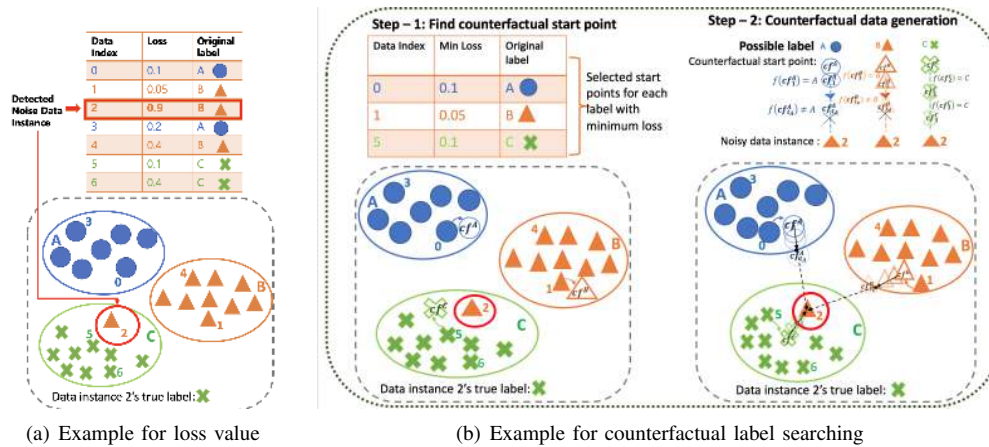 Data Index Loss Original label
0 0.1 A
1 0.05 B
2 0.9 B
3 0.2 A
4 0.4 B
5 0.1 C
6 0.4 C
Detected Noise Data Instance
3
A
0
4
B
1
2
5
C
6
Data instance 2's true label:
(a) Example for loss value
Step – 1: Find counterfactual start point
Data Index Min Loss Original label
0 0.1 A
1 0.05 B
5 0.1 C
Selected start points for each label with minimum loss
3
A
0 cf^A
4
B
1 cf^B
cf^C 2
5 C
6
Data instance 2's true label:
Step – 2: Counterfactual data generation
Possible label A B C
Counterfactual start point:
Noisy data instance : 2 2 2
3
A
0 cf^A
4
B
1
2
5
C
Data instance 2's true label:
(b) Example for counterfactual label searching